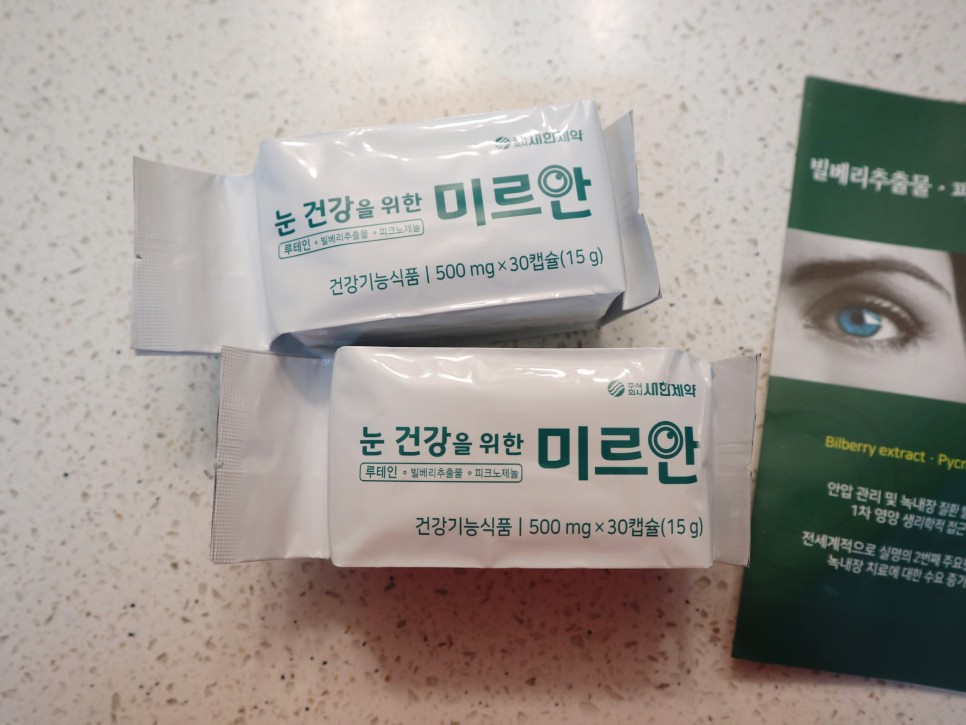 새한제약
눈 건강을 위한 미르안
루테인 • 빌베리추출물 • 피크노제놀
건강기능식품 | 500 mg×30캡슐(15 g)
주식회사 새한제약
눈 건강을 위한 미르안
루테인 • 빌베리추출물 • 피크노제놀
건강기능식품 | 500 mg×30캡슐(15 g)
빌베리추출물 · 피
Bilberry extract · Pycn
안압 관리 및 녹내장 질환
1차 영양 생리학적 접근
전세계적으로 실명의 2번째 주요
녹내장 치료에 대한 수요 증가